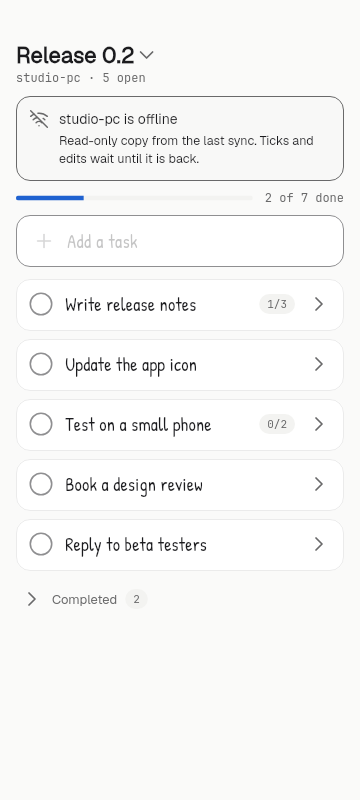 Release 0.2
studio-pc · 5 open
studio-pc is offline
Read-only copy from the last sync. Ticks and
edits wait until it is back.
2 of 7 done
Add a task
Write release notes 1/3
Update the app icon
Test on a small phone 0/2
Book a design review
Reply to beta testers
Completed 2